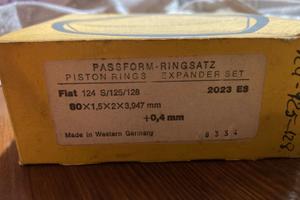 PASSFORM-RINGSATZ
PISTON RINGS EXPANDER SET
Fiat 124 S/125/128 2023 ES
80×1,5×2×3,947 mm
+0,4 mm
Made in Western Germany
8334